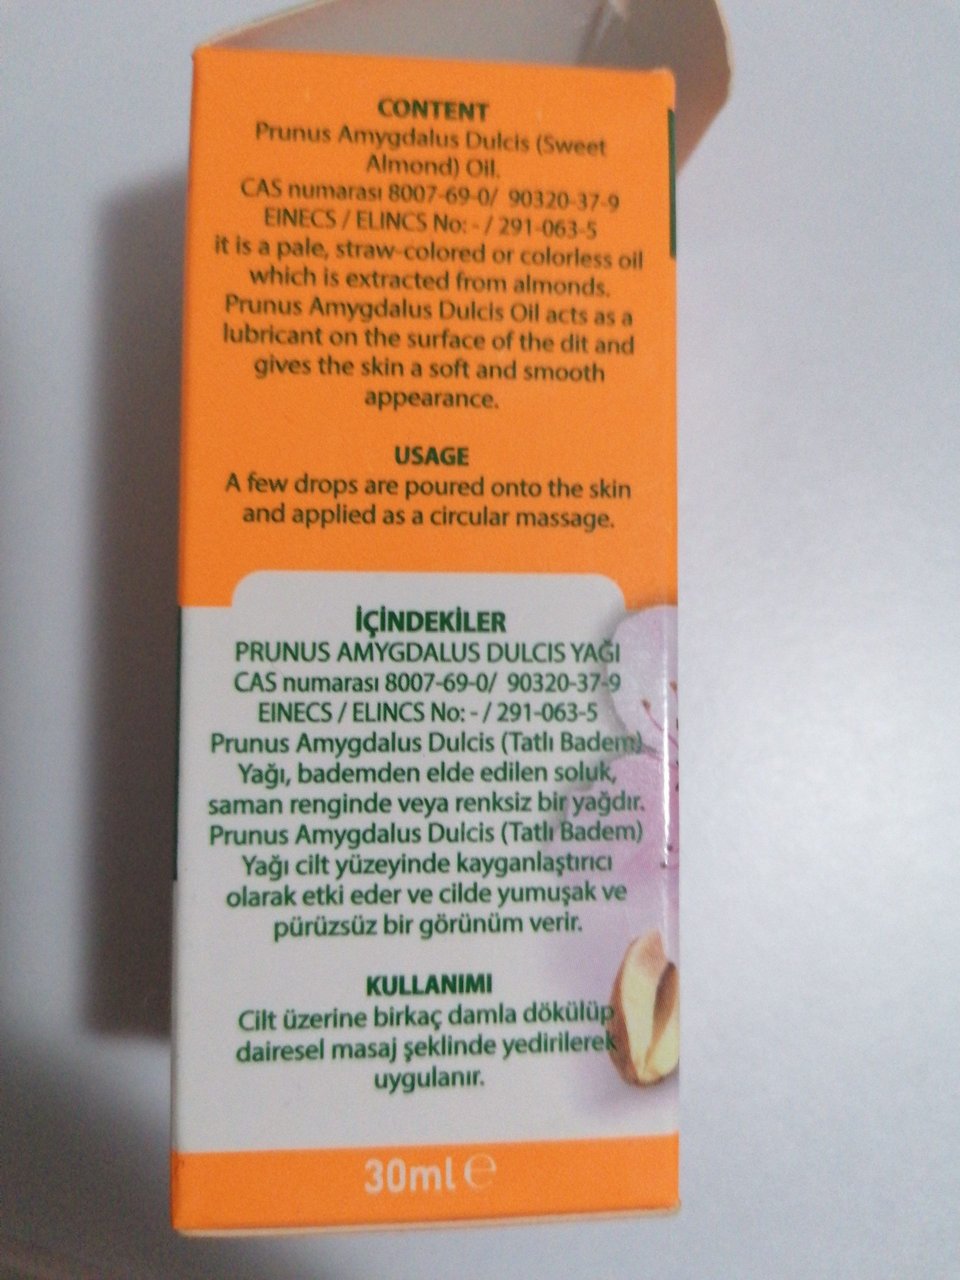 CONTENT
Prunus Amygdalus Dulcis (Sweet
Almond) Oil.
CAS numarası 8007-69-0/ 90320-37-9
EINECS / ELINCS No: - / 291-063-5
it is a pale, straw-colored or colorless oil
which is extracted from almonds.
Prunus Amygdalus Dulcis Oil acts as a
lubricant on the surface of the dit and
gives the skin a soft and smooth
appearance.
USAGE
A few drops are poured onto the skin
and applied as a circular massage.
İÇİNDEKİLER
PRUNUS AMYGDALUS DULCIS YAĞI
CAS numarası 8007-69-0/ 90320-37-9
EINECS / ELINCS No: - / 291-063-5
Prunus Amygdalus Dulcis (Tatlı Badem)
Yağı, bademden elde edilen soluk,
saman renginde veya renksiz bir yağdır.
Prunus Amygdalus Dulcis (Tatlı Badem)
Yağı cilt yüzeyinde kayganlaştırıcı
olarak etki eder ve cilde yumuşak ve
pürüzsüz bir görünüm verir.
KULLANIMI
Cilt üzerine birkaç damla dökülüp
dairesel masaj şeklinde yedirilerek
uygulanır.
30ml ℮